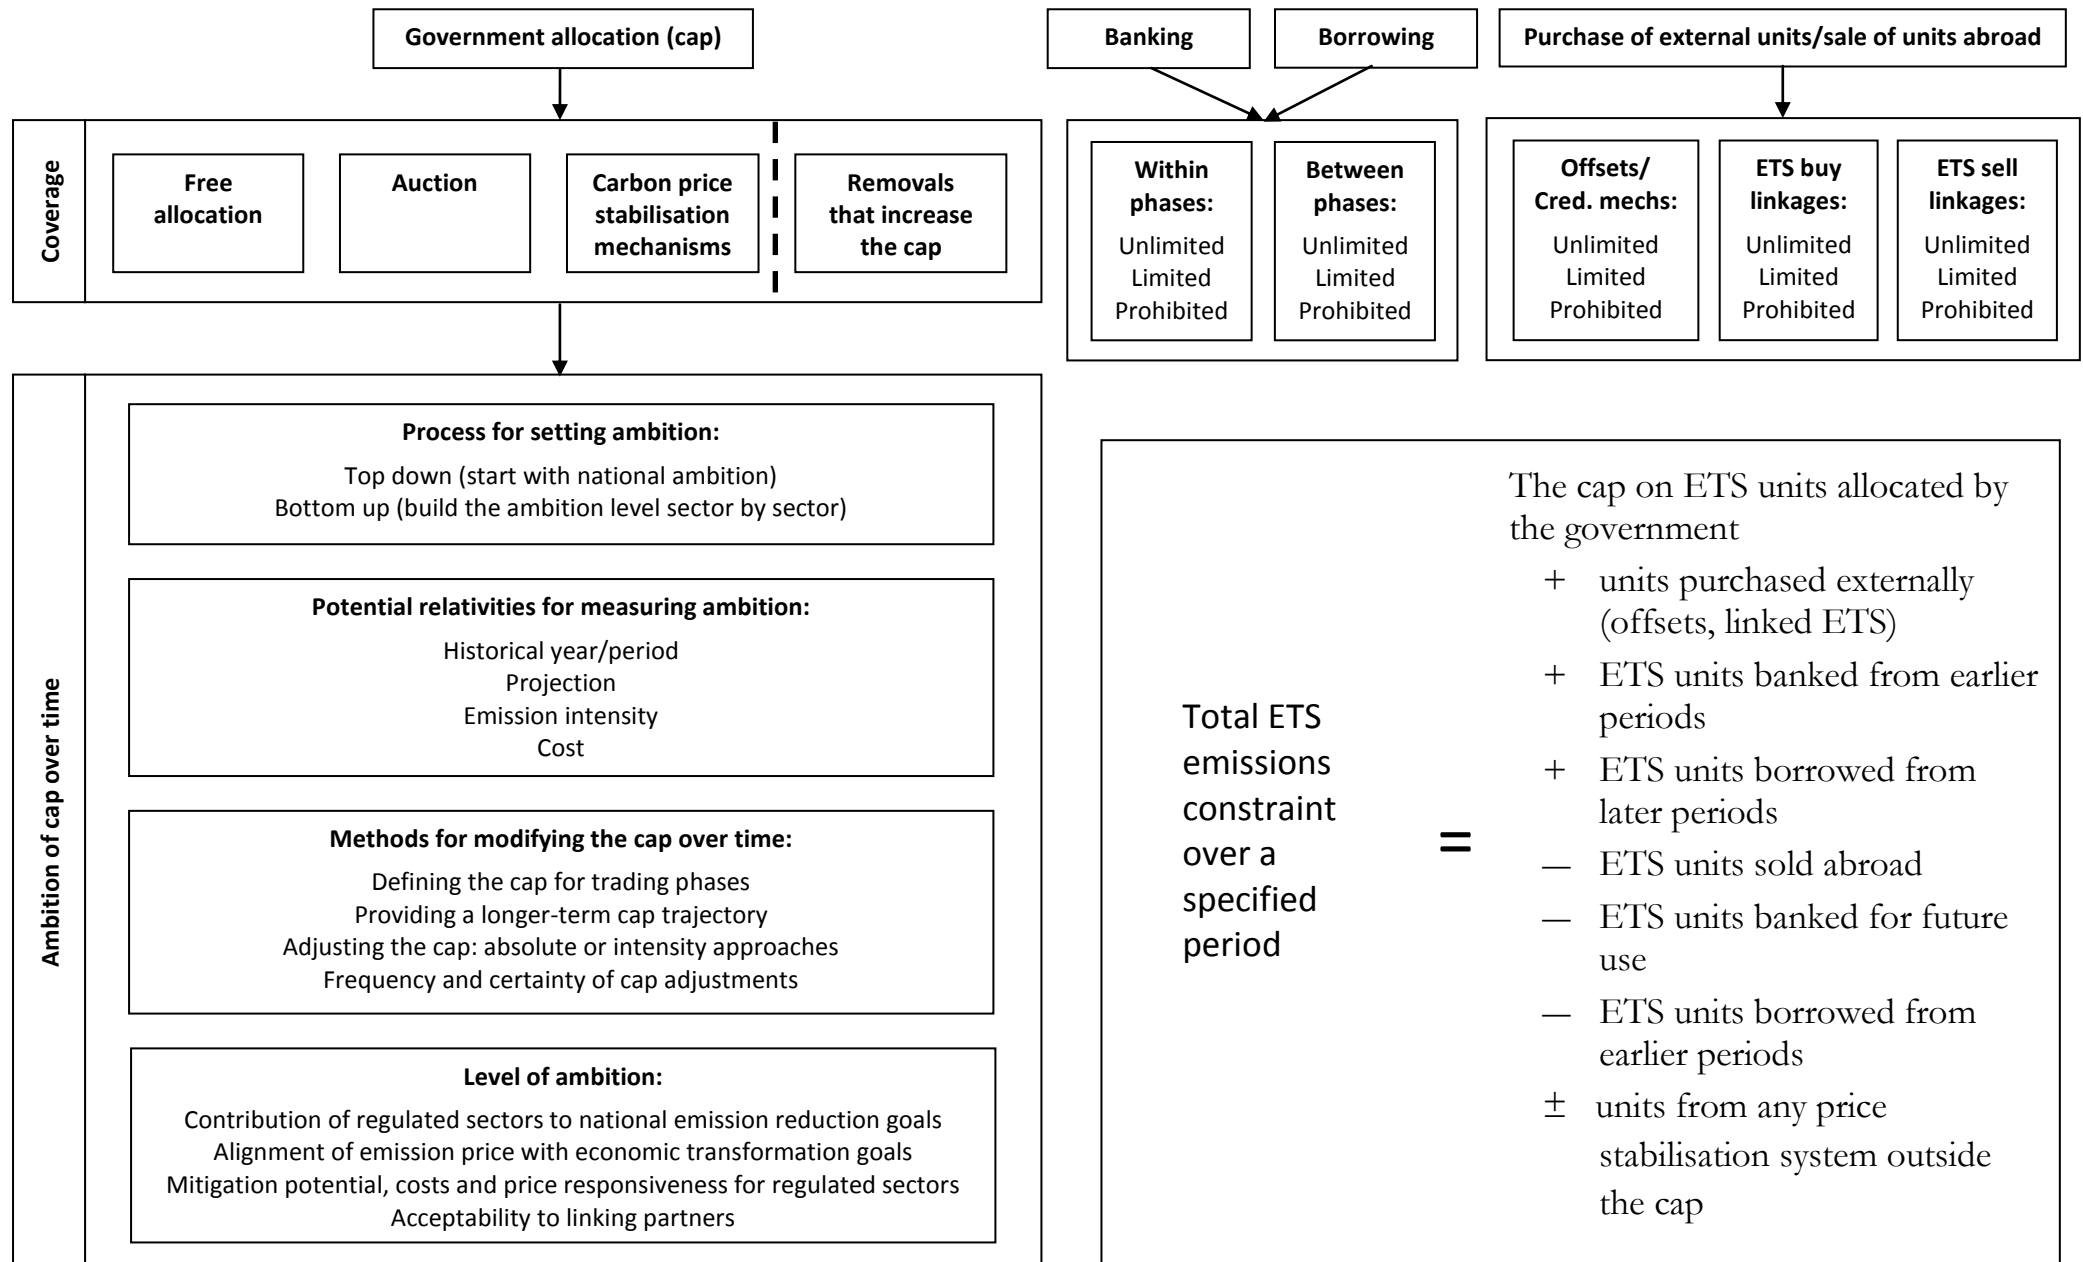 Government allocation (cap)
Banking
Borrowing
Purchase of external units/sale of units abroad
Coverage
Free
allocation
Auction
Carbon price
stabilisation
mechanisms
Removals
that increase
the cap
Within
phases:
Unlimited
Limited
Prohibited
Between
phases:
Unlimited
Limited
Prohibited
Offsets/
Cred. mechs:
Unlimited
Limited
Prohibited
ETS buy
linkages:
Unlimited
Limited
Prohibited
ETS sell
linkages:
Unlimited
Limited
Prohibited
Ambition of cap over time
Process for setting ambition:
Top down (start with national ambition)
Bottom up (build the ambition level sector by sector)
Potential relativities for measuring ambition:
Historical year/period
Projection
Emission intensity
Cost
Methods for modifying the cap over time:
Defining the cap for trading phases
Providing a longer-term cap trajectory
Adjusting the cap: absolute or intensity approaches
Frequency and certainty of cap adjustments
Level of ambition:
Contribution of regulated sectors to national emission reduction goals
Alignment of emission price with economic transformation goals
Mitigation potential, costs and price responsiveness for regulated sectors
Acceptability to linking partners
Total ETS
emissions
constraint
over a
specified
period
=
The cap on ETS units allocated by
the government
+ units purchased externally
(offsets, linked ETS)
+ ETS units banked from earlier
periods
+ ETS units borrowed from
later periods
— ETS units sold abroad
— ETS units banked for future
use
— ETS units borrowed from
earlier periods
± units from any price
stabilisation system outside
the cap